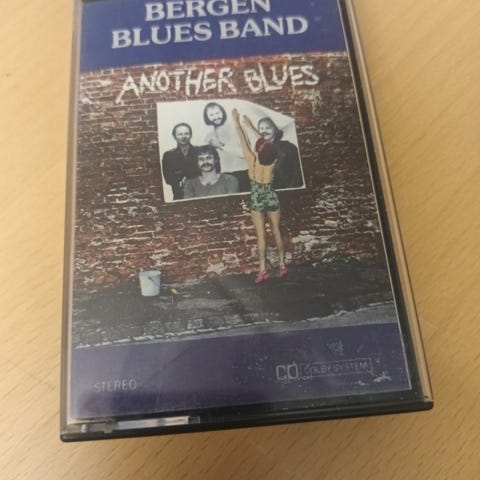 BERGEN
BLUES BAND
ANOTHER BLUES
STEREO
DOLBY SYSTEM